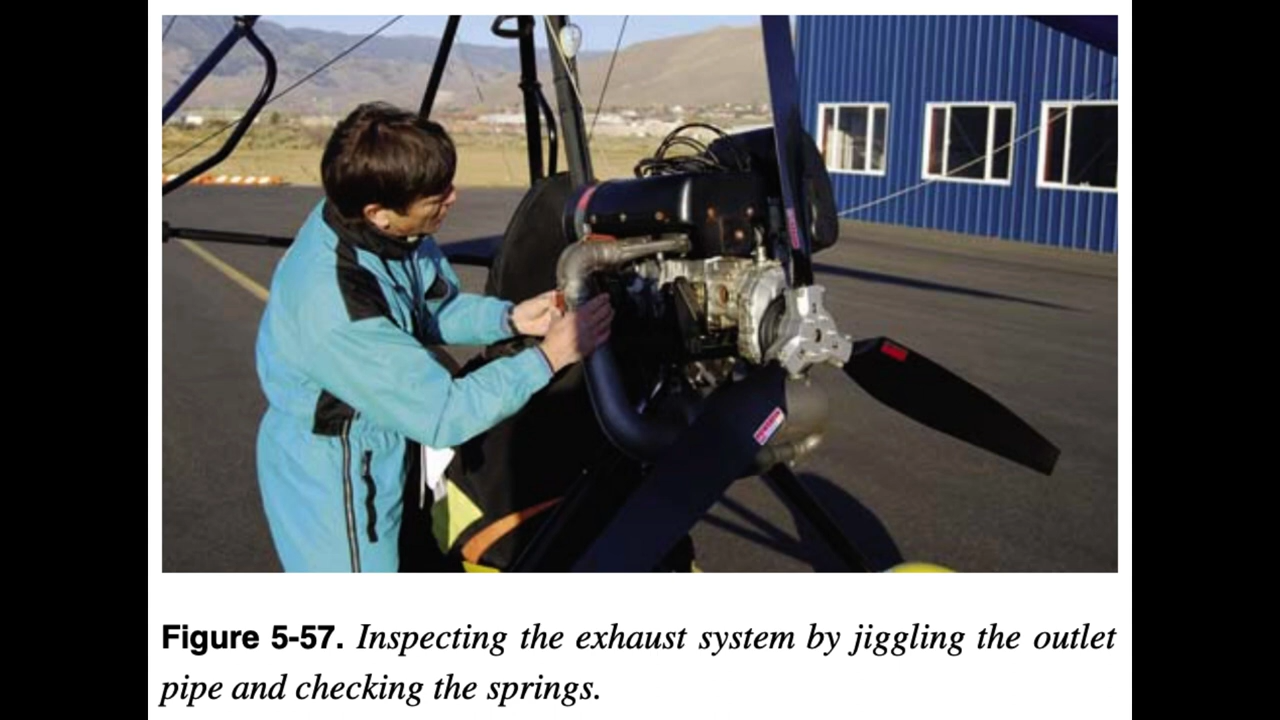 Figure 5-57. Inspecting the exhaust system by jiggling the outlet
pipe and checking the springs.